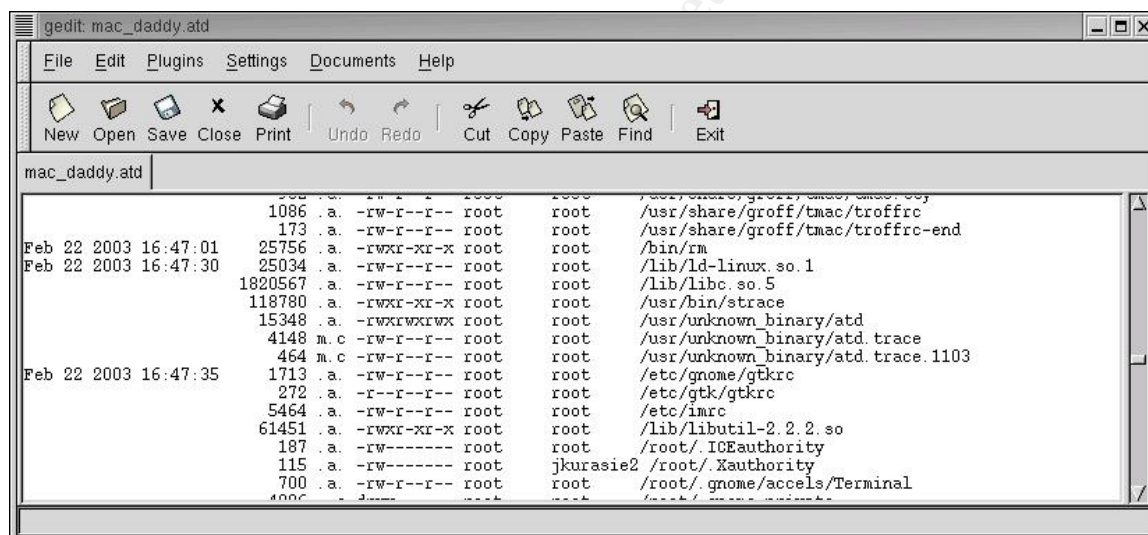 gedit: mac_daddy.atd
File Edit Plugins Settings Documents Help
New Open Save Close Print Undo Redo Cut Copy Paste Find Exit
mac_daddy.atd
1086 .a. -rw-r--r-- root root /usr/share/groff/tmac/troffrc
173 .a. -rw-r--r-- root root /usr/share/groff/tmac/troffrc-end
Feb 22 2003 16:47:01 25756 .a. -rwxr-xr-x root root /bin/rm
Feb 22 2003 16:47:30 25034 .a. -rw-r--r-- root root /lib/ld-linux.so.1
1820567 .a. -rw-r--r-- root root /lib/libc.so.5
118780 .a. -rwxr-xr-x root root /usr/bin/strace
15348 .a. -rwxrwxrwx root root /usr/unknown_binary/atd
4148 m.c -rw-r--r-- root root /usr/unknown_binary/atd.trace
464 m.c -rw-r--r-- root root /usr/unknown_binary/atd.trace.1103
Feb 22 2003 16:47:35 1713 .a. -rw-r--r-- root root /etc/gnome/gtkrc
272 .a. -r--r--r-- root root /etc/gtk/gtkrc
5464 .a. -rw-r--r-- root root /etc/imrc
61451 .a. -rwxr-xr-x root root /lib/libutil-2.2.2.so
187 .a. -rw------- root root /root/.ICEauthority
115 .a. -rw------- root jkurasie2 /root/.Xauthority
700 .a. -rw-r--r-- root root /root/.gnome/accels/Terminal